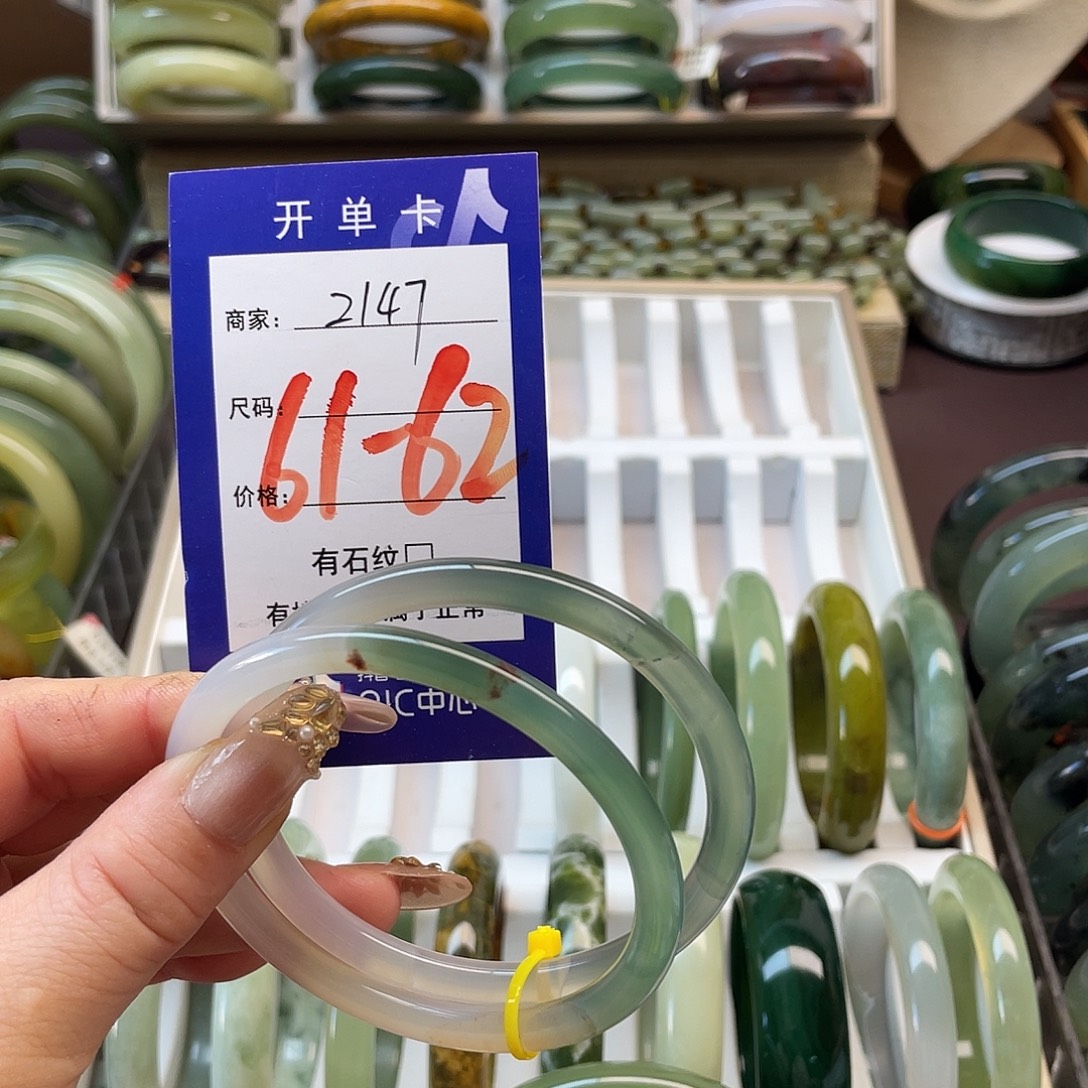 开单卡
商家：2147
尺码：61-62
价格：
有石纹□
QIC中心